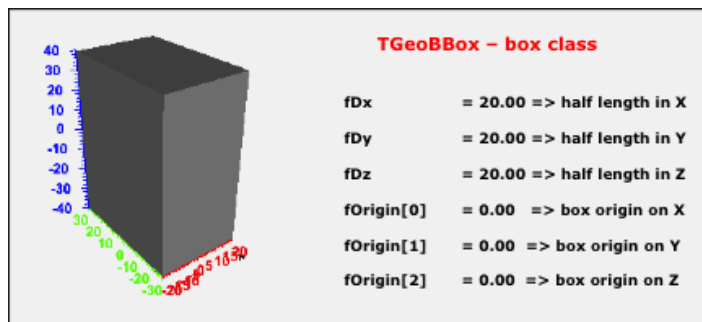 TGeoBBox – box class
fDx = 20.00 => half length in X
fDy = 20.00 => half length in Y
fDz = 20.00 => half length in Z
fOrigin[0] = 0.00 => box origin on X
fOrigin[1] = 0.00 => box origin on Y
fOrigin[2] = 0.00 => box origin on Z
40
30
20
10
0
-10
-20
-30
-40
30
20
10
0
-10
-20
-30
-20